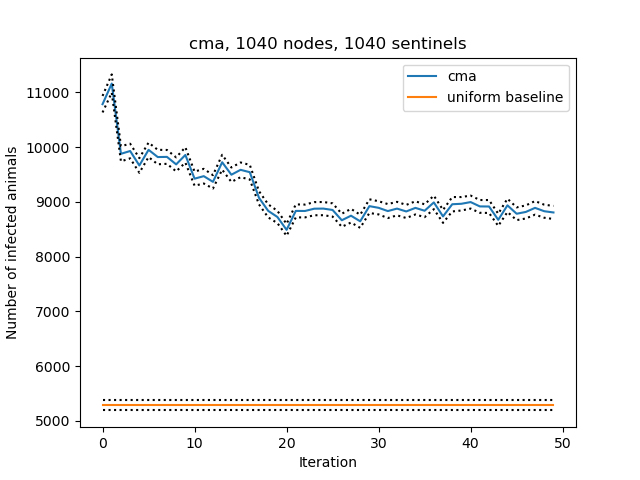 cma, 1040 nodes, 1040 sentinels
cma
uniform baseline
Number of infected animals
11000
10000
9000
8000
7000
6000
5000
0
10
20
30
40
50
Iteration